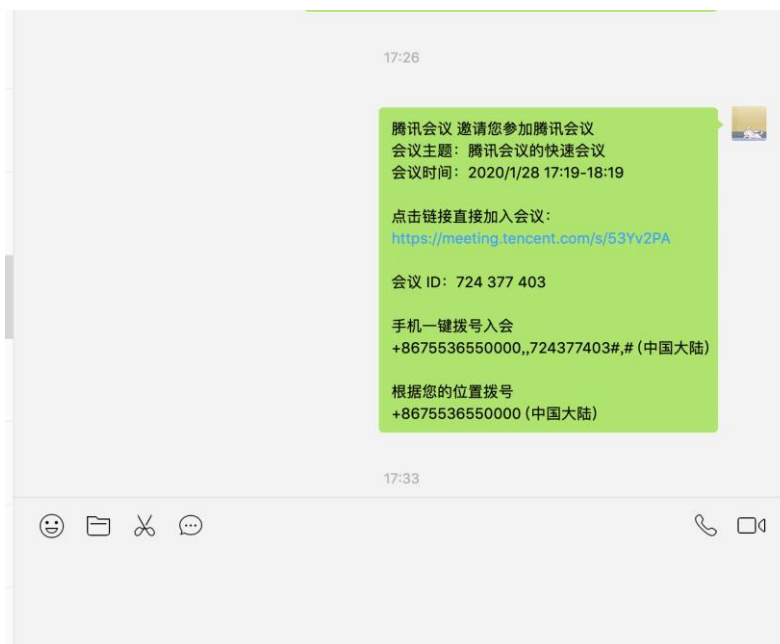 17:26
腾讯会议 邀请您参加腾讯会议
会议主题：腾讯会议的快速会议
会议时间：2020/1/28 17:19-18:19
点击链接直接加入会议：
https://meeting.tencent.com/s/53Yv2PA
会议 ID：724 377 403
手机一键拨号入会
+8675536550000,,724377403#,# (中国大陆)
根据您的位置拨号
+8675536550000 (中国大陆)
17:33